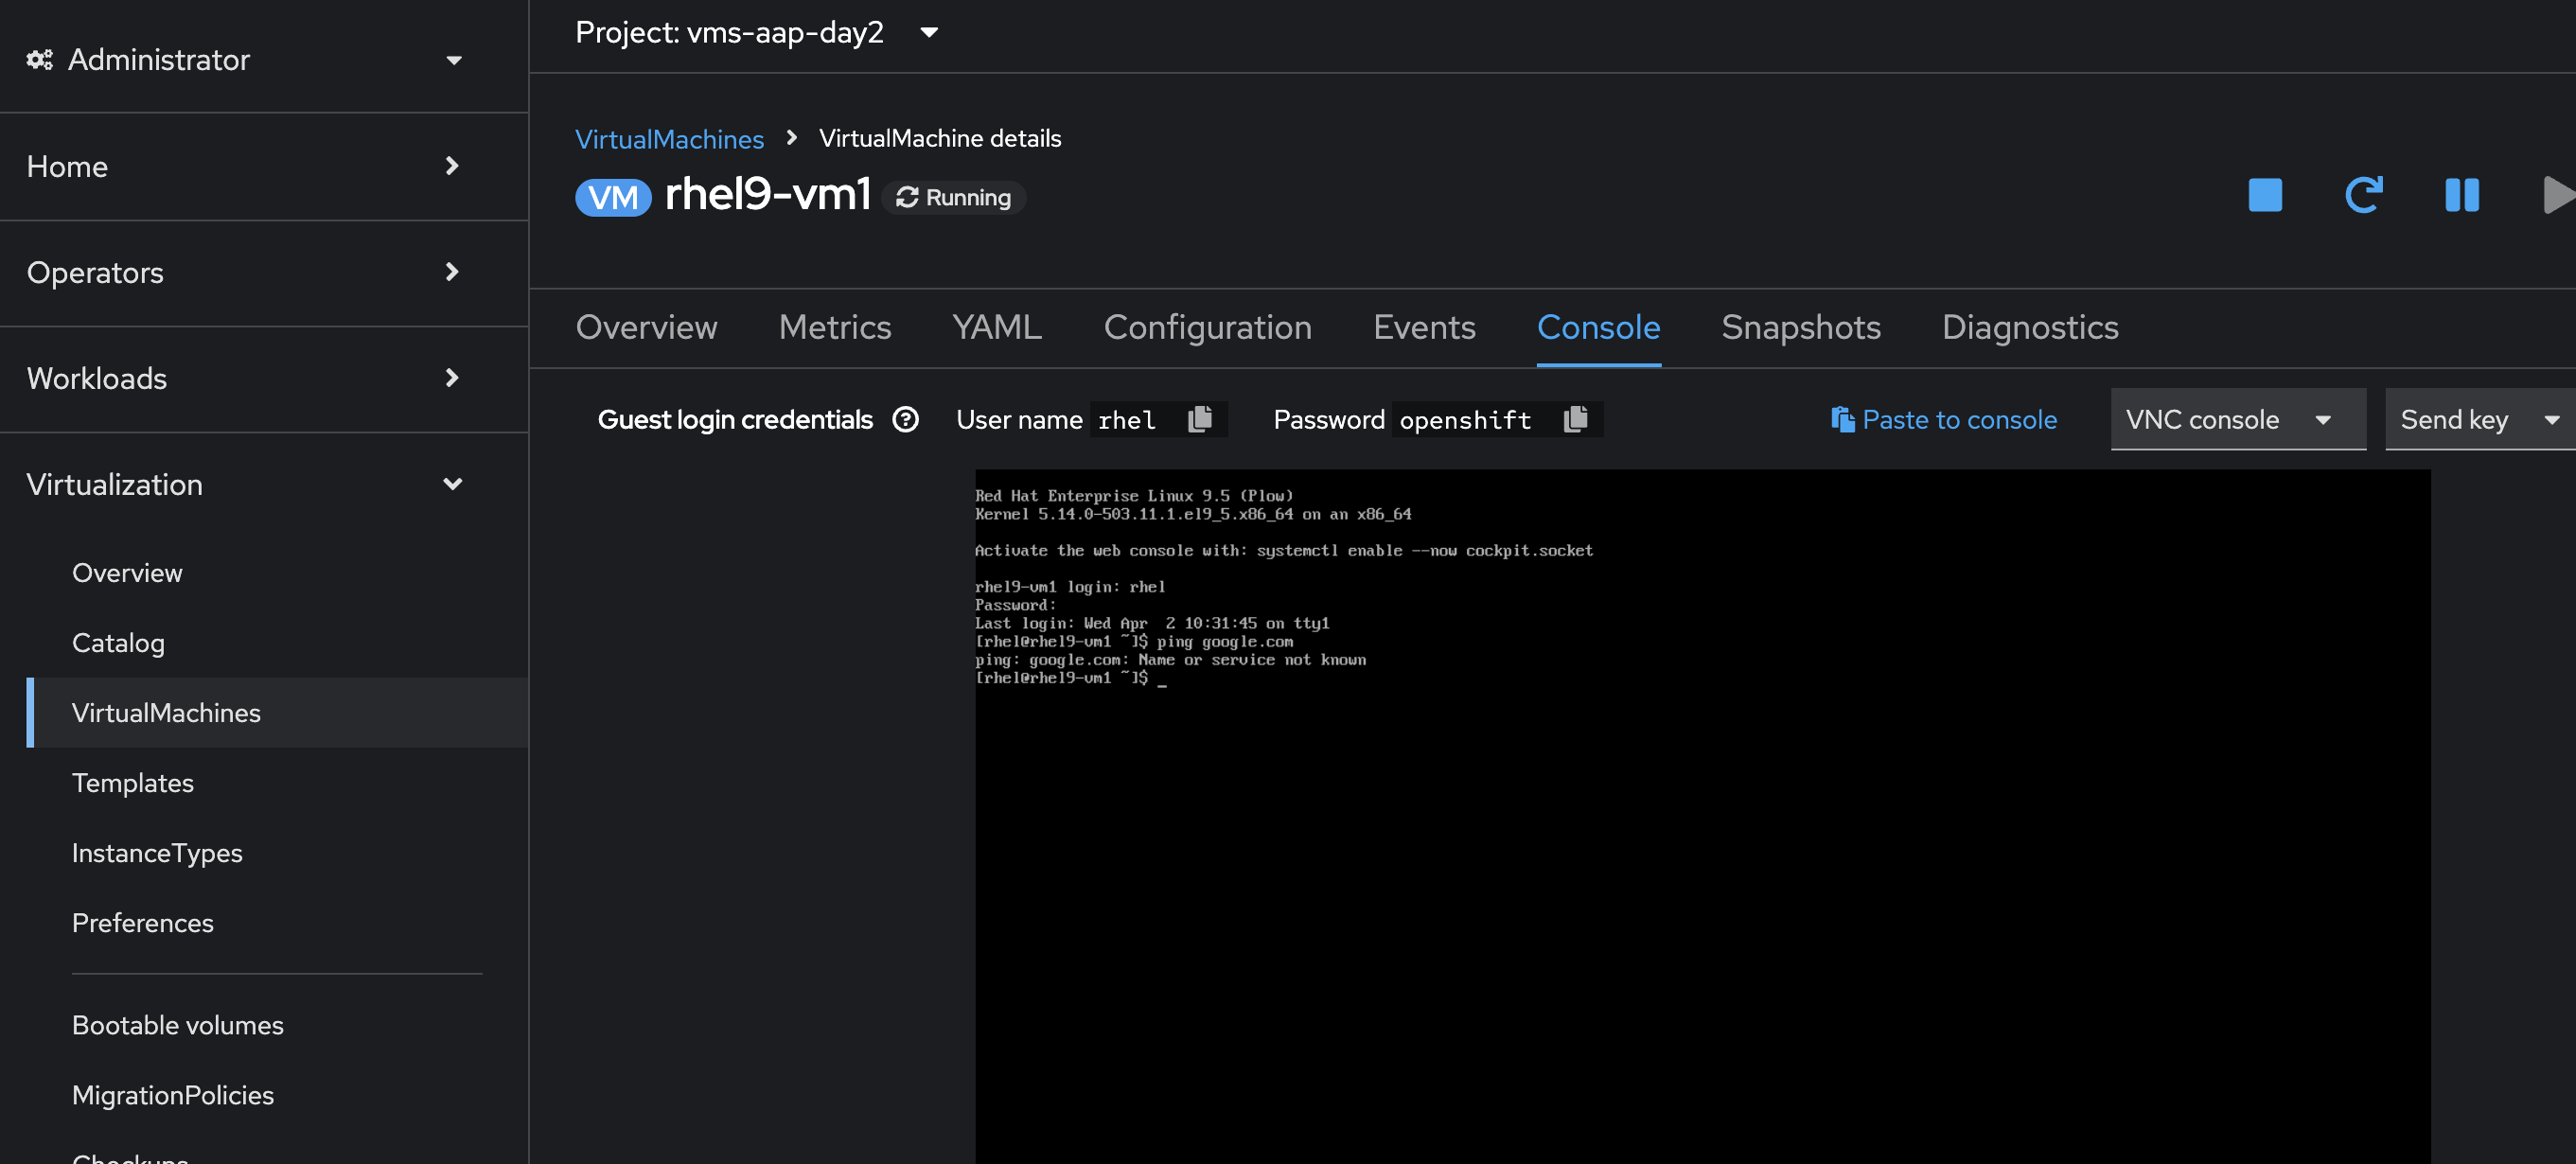 Administrator
Home
Operators
Workloads
Virtualization
Overview
Catalog
VirtualMachines
Templates
InstanceTypes
Preferences
Bootable volumes
MigrationPolicies
Checkups
Project: vms-aap-day2
VirtualMachines VirtualMachine details
VM rhel9-vm1 Running
Overview Metrics YAML Configuration Events Console Snapshots Diagnostics
Guest login credentials User name rhel Password openshift Paste to console VNC console Send key
Red Hat Enterprise Linux 9.5 (Plow)
Kernel 5.14.0-503.11.1.el9_5.x86_64 on an x86_64
Activate the web console with: systemctl enable --now cockpit.socket
rhel9-vm1 login: rhel
Password:
Last login: Wed Apr  2 10:31:45 on tty1
[rhel@rhel9-vm1 ~]$ ping google.com
ping: google.com: Name or service not known
[rhel@rhel9-vm1 ~]$ _